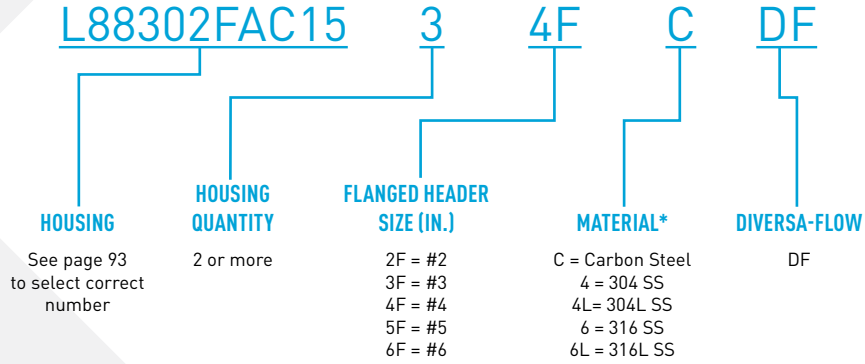 L88302FAC15 3 4F C DF
HOUSING
See page 93
to select correct
number
HOUSING
QUANTITY
2 or more
FLANGED HEADER
SIZE (IN.)
2F = #2
3F = #3
4F = #4
5F = #5
6F = #6
MATERIAL*
C = Carbon Steel
4 = 304 SS
4L= 304L SS
6 = 316 SS
6L = 316L SS
DIVERSA-FLOW
DF